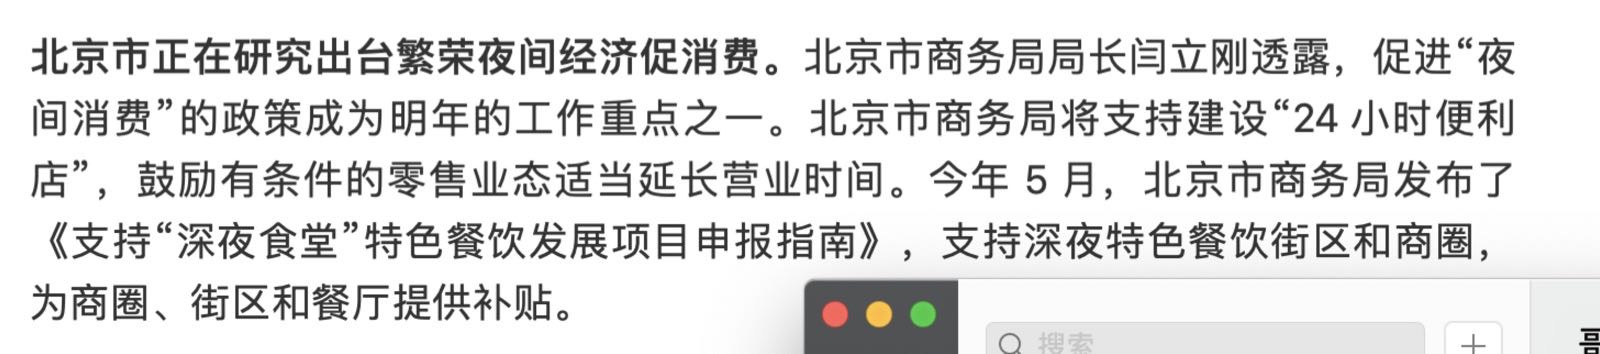 北京市正在研究出台繁荣夜间经济促消费。北京市商务局局长闫立刚透露，促进“夜
间消费”的政策成为明年的工作重点之一。北京市商务局将支持建设“24 小时便利
店”，鼓励有条件的零售业态适当延长营业时间。今年 5 月，北京市商务局发布了
《支持“深夜食堂”特色餐饮发展项目申报指南》，支持深夜特色餐饮街区和商圈，
为商圈、街区和餐厅提供补贴。
搜索